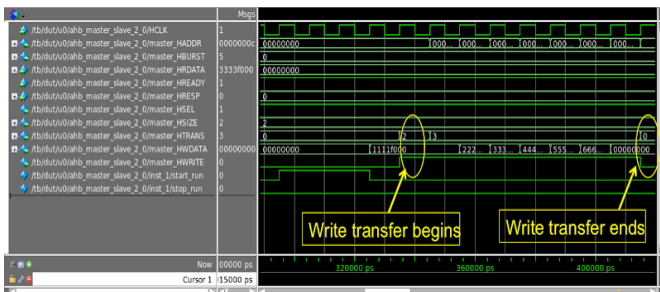 Msgs
/tb/dut/u0/ahb_master_slave_2_0/HCLK 1
/tb/dut/u0/ahb_master_slave_2_0/master_HADDR 0000000c 00000000 000... 000... 000... 000... 000... 000...
/tb/dut/u0/ahb_master_slave_2_0/master_HBURST 5 0
/tb/dut/u0/ahb_master_slave_2_0/master_HRDATA 3333f000 00000000
/tb/dut/u0/ahb_master_slave_2_0/master_HREADY 1
/tb/dut/u0/ahb_master_slave_2_0/master_HRESP 0 0
/tb/dut/u0/ahb_master_slave_2_0/master_HSEL 1
/tb/dut/u0/ahb_master_slave_2_0/master_HSIZE 2 2
/tb/dut/u0/ahb_master_slave_2_0/master_HTRANS 3 0 2 3 0
/tb/dut/u0/ahb_master_slave_2_0/master_HWDATA 00000000 00000000 1111f000 222... 333... 444... 555... 666... 00000000
/tb/dut/u0/ahb_master_slave_2_0/master_HWRITE 0
/tb/dut/u0/ahb_master_slave_2_0/inst_1/start_run 0
/tb/dut/u0/ahb_master_slave_2_0/inst_1/stop_run 0
Write transfer begins
Write transfer ends
Now 00000 ps
320000 ps 360000 ps 400000 ps
Cursor 1 15000 ps